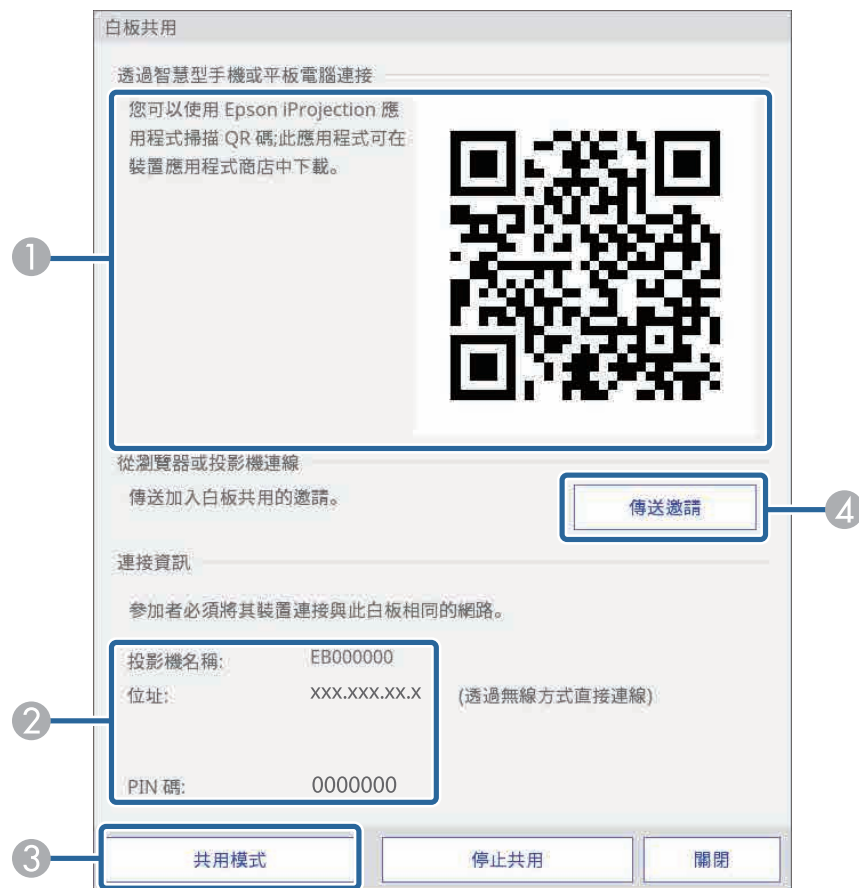 白板共用
透過智慧型手機或平板電腦連接
您可以使用 Epson iProjection 應
用程式掃描 QR 碼;此應用程式可在
裝置應用程式商店中下載。
1
從瀏覽器或投影機連線
傳送加入白板共用的邀請。
傳送邀請
4
連接資訊
參加者必須將其裝置連接與此白板相同的網路。
投影機名稱: EB000000
位址: xxx.xxx.xx.x (透過無線方式直接連線)
2
PIN 碼: 0000000
3
共用模式 停止共用 關閉